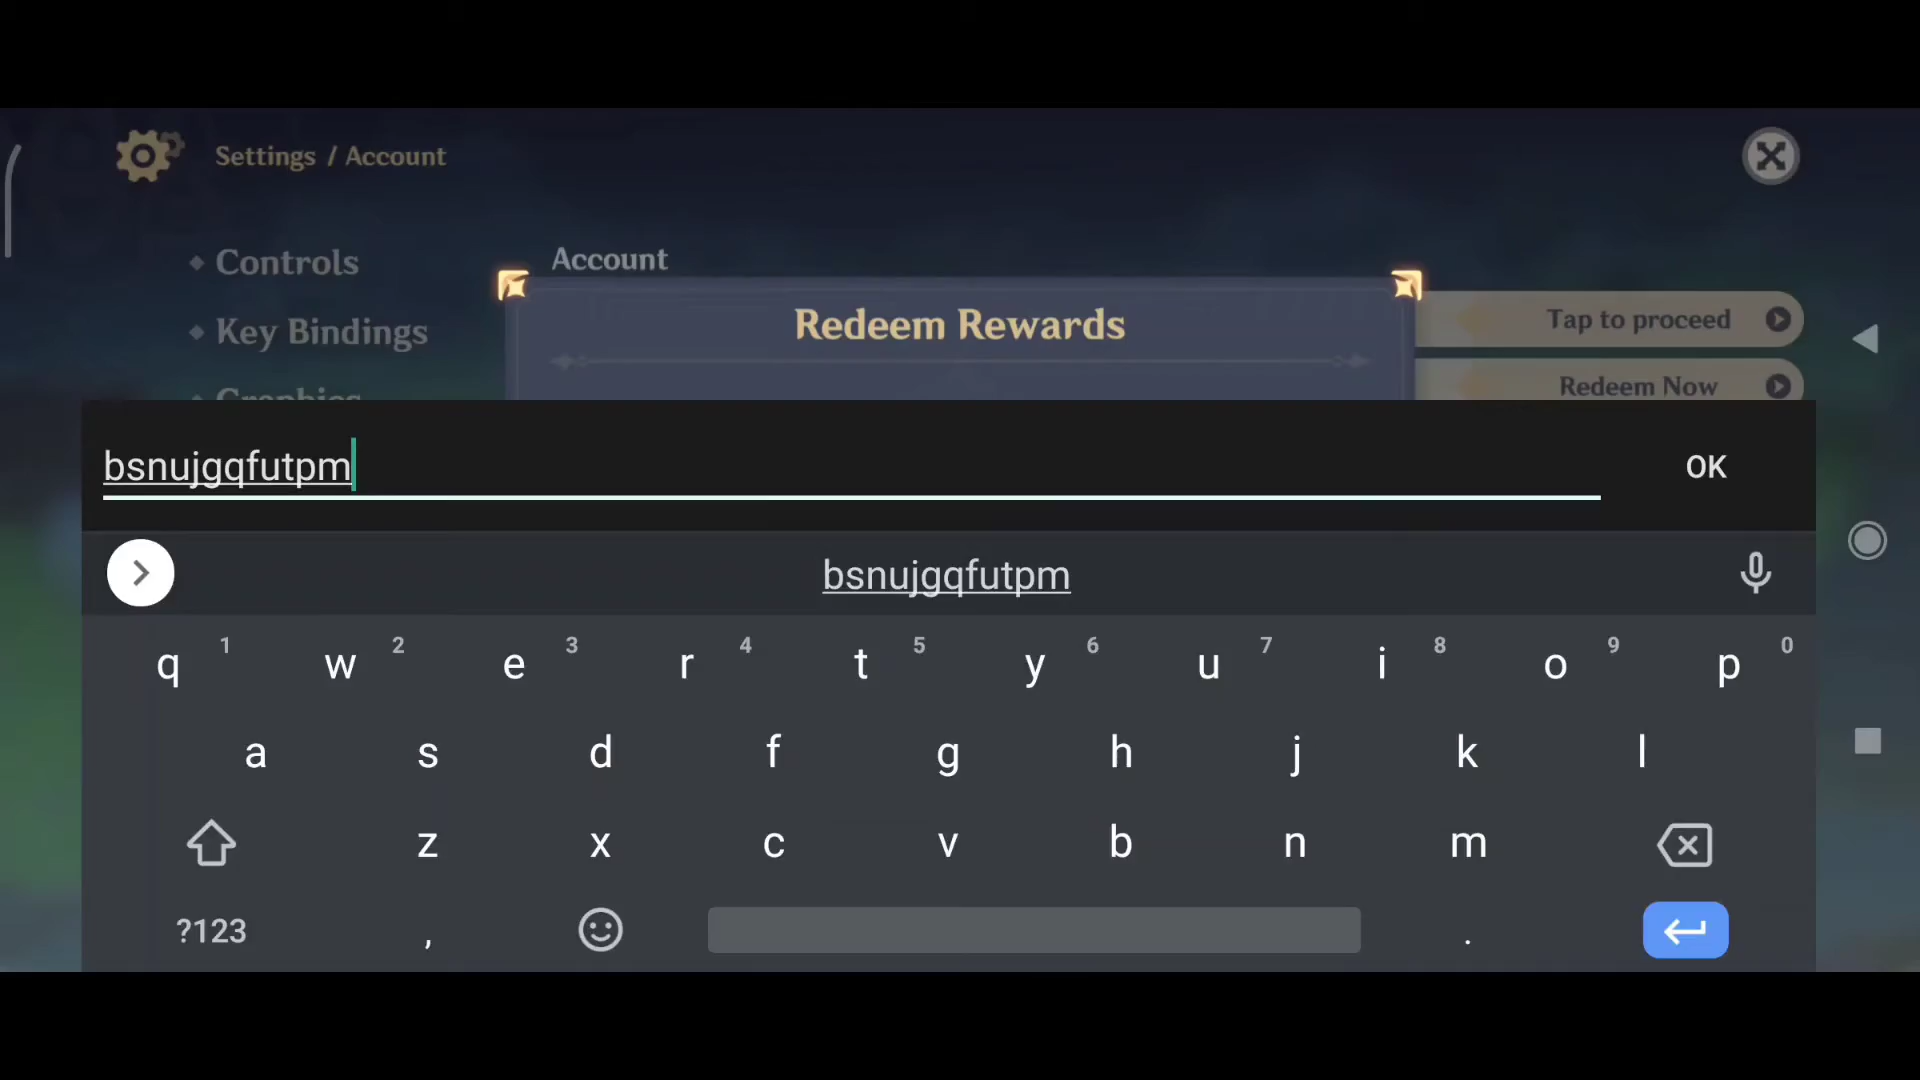 Settings / Account
Controls
Account
Key Bindings
Redeem Rewards
Tap to proceed
Graphics
Redeem Now
bsnujgqfutpm
OK
bsnujgqfutpm
q 1 w 2 e 3 r 4 t 5 y 6 u 7 i 8 o 9 p 0
a s d f g h j k l
z x c v b n m
?123 , .